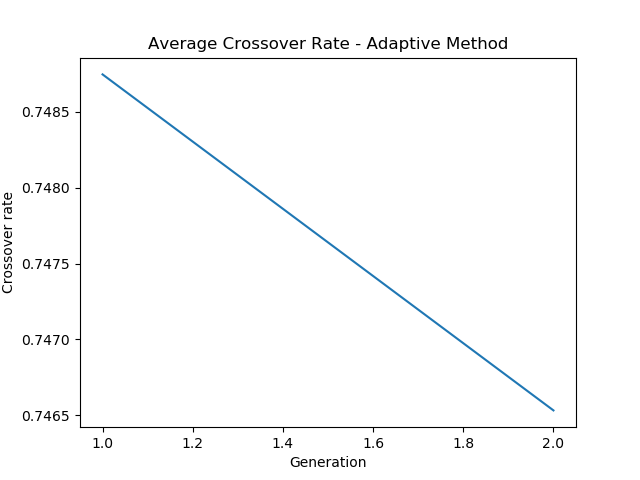 Average Crossover Rate - Adaptive Method
0.7485
0.7480
0.7475
0.7470
0.7465
Crossover rate
1.0 1.2 1.4 1.6 1.8 2.0
Generation